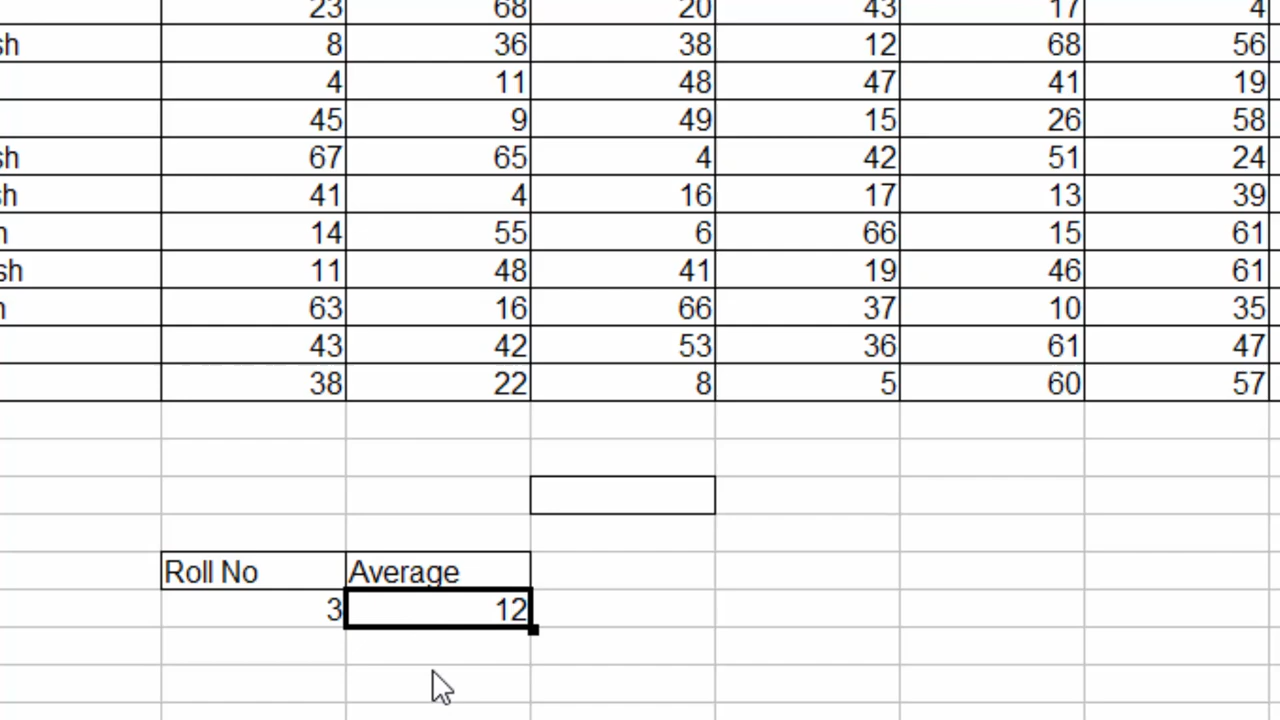 23 68 20 43 17 4
sh 8 36 38 12 68 56
4 11 48 47 41 19
45 9 49 15 26 58
sh 67 65 4 42 51 24
sh 41 4 16 17 13 39
n 14 55 6 66 15 61
sh 11 48 41 19 46 61
n 63 16 66 37 10 35
43 42 53 36 61 47
38 22 8 5 60 57
Roll No Average
3 12